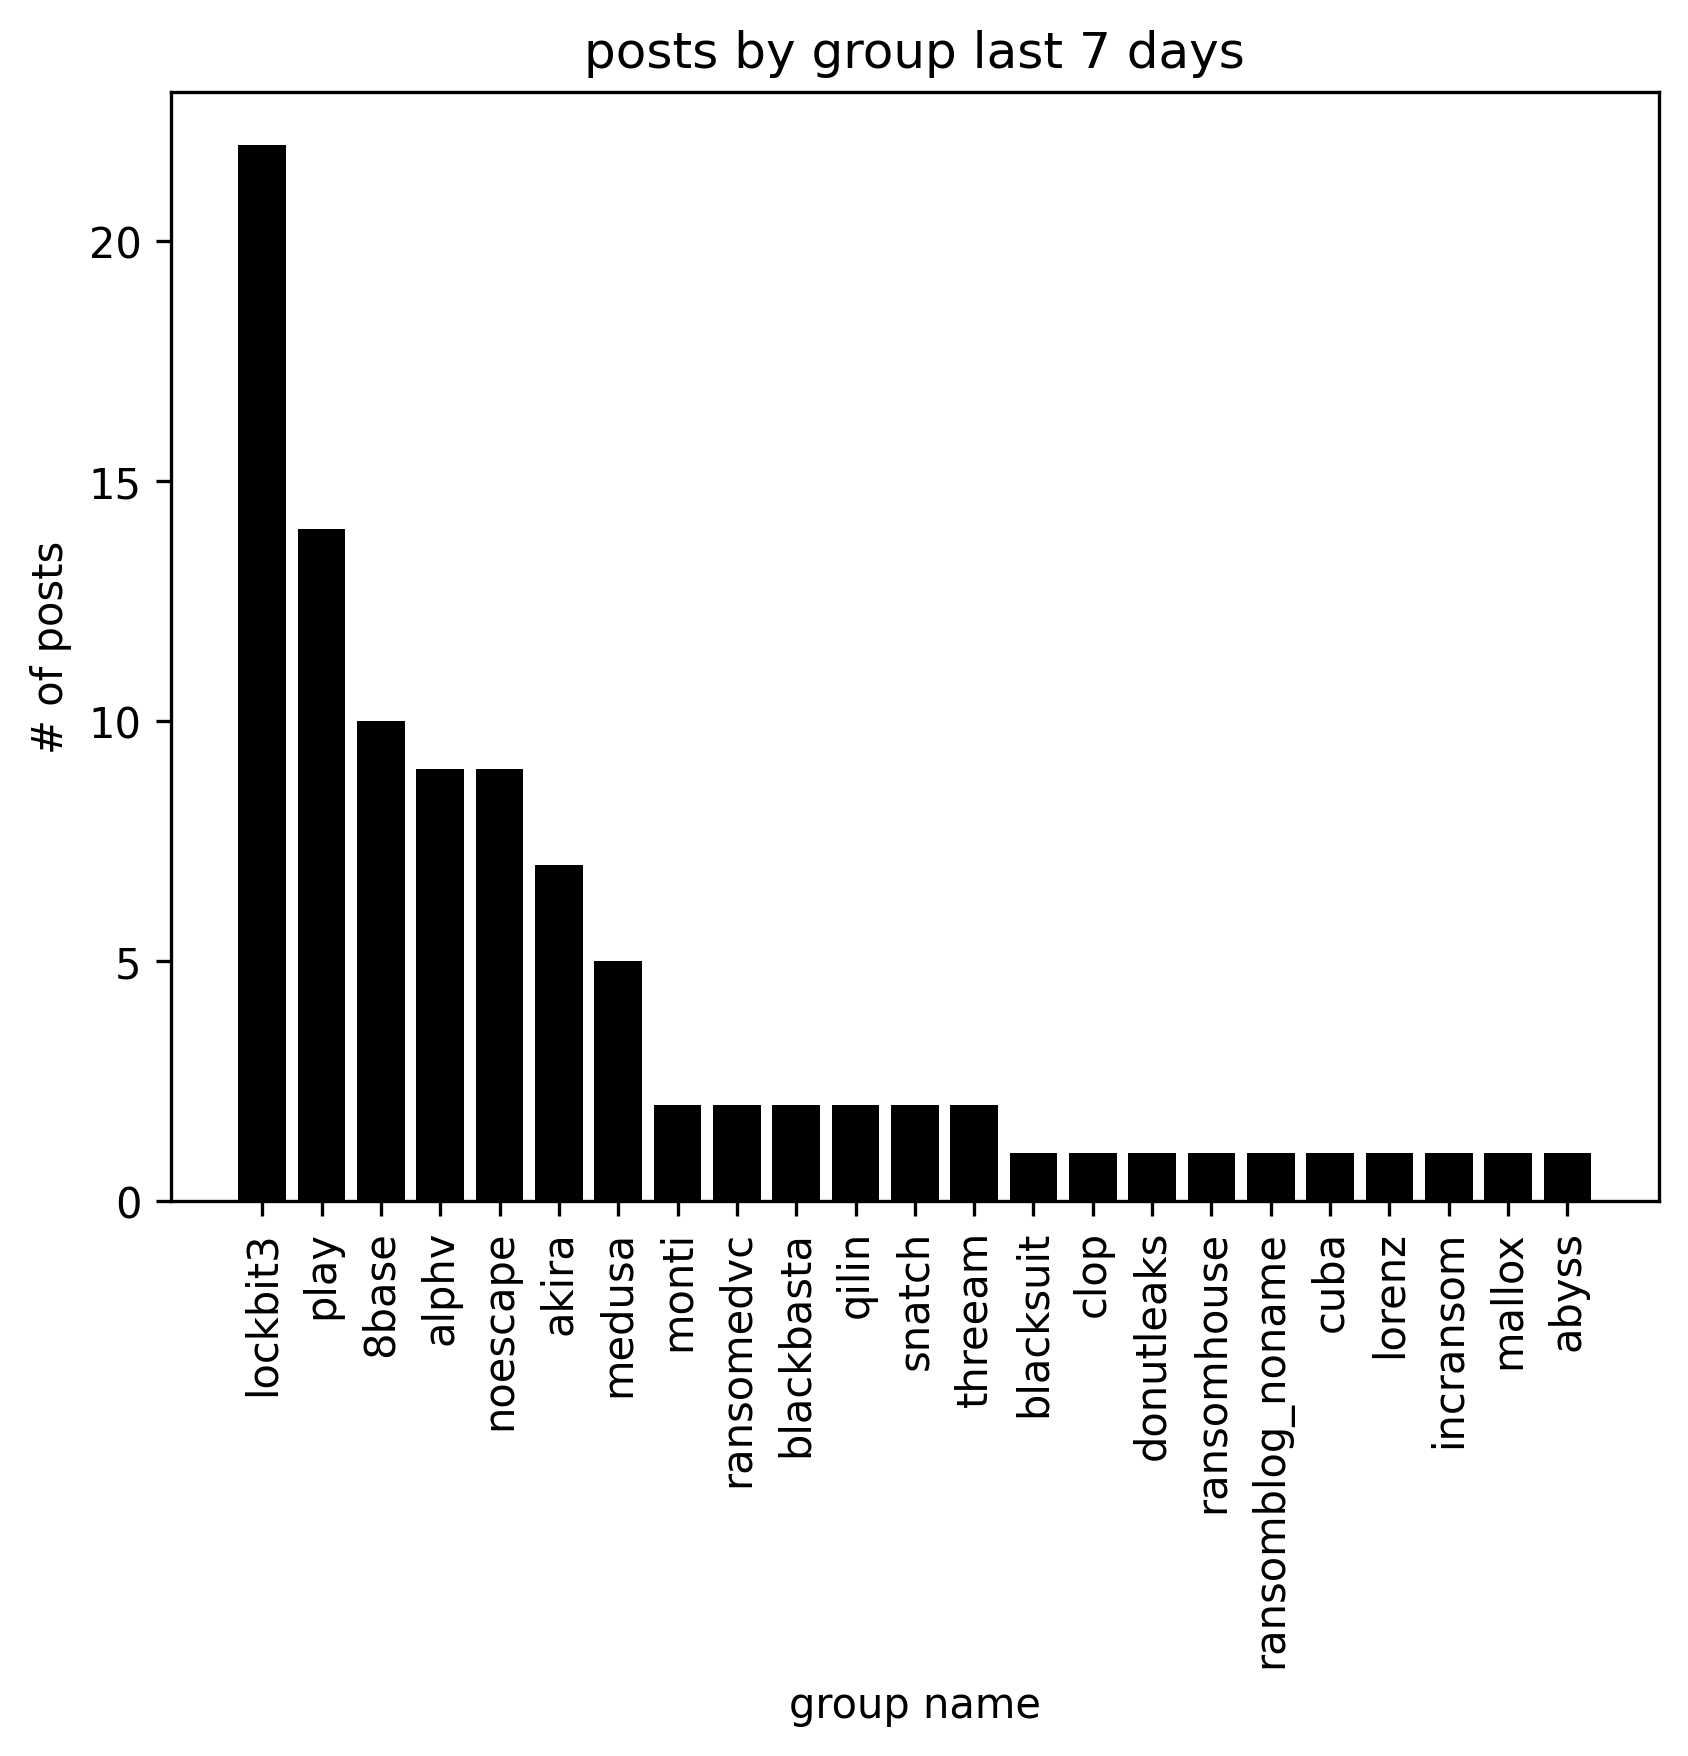 posts by group last 7 days
# of posts
20
15
10
5
0
lockbit3
play
8base
alphv
noescape
akira
medusa
monti
ransomedvc
blackbasta
qilin
snatch
threeam
blacksuit
clop
donutleaks
ransomhouse
ransomblog_noname
cuba
lorenz
incransom
mallox
abyss
group name